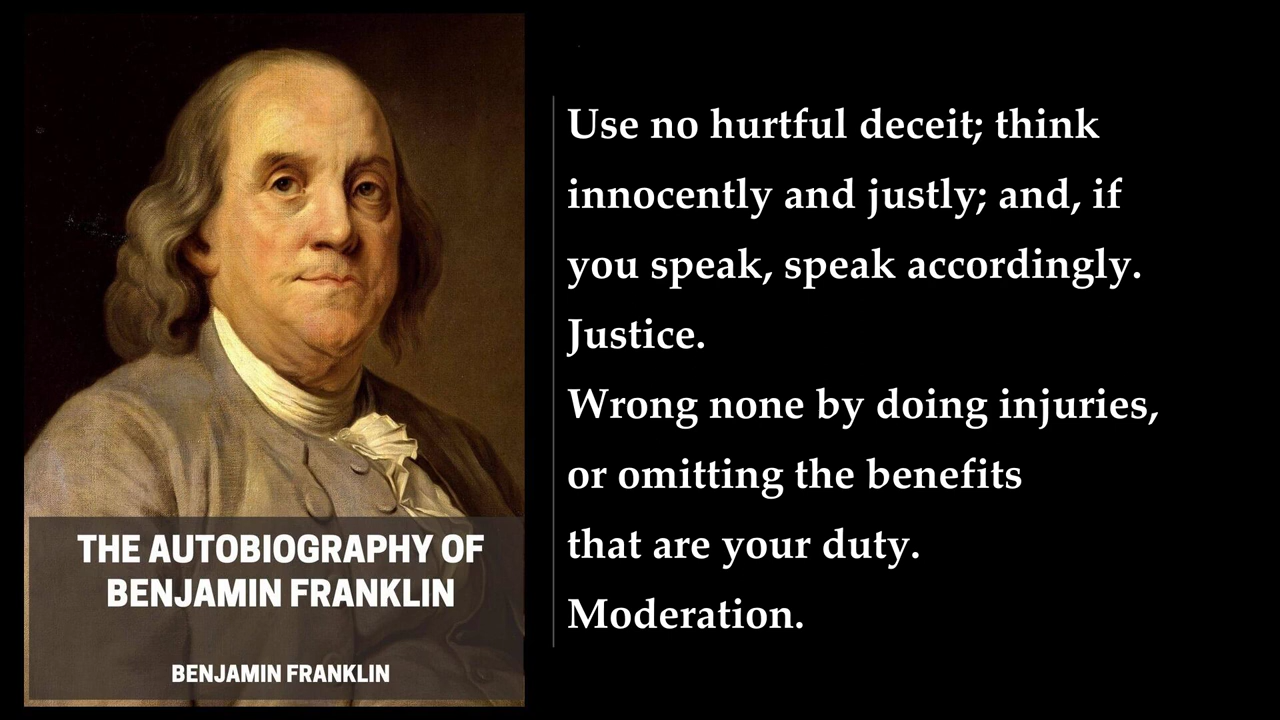 THE AUTOBIOGRAPHY OF
BENJAMIN FRANKLIN
BENJAMIN FRANKLIN
Use no hurtful deceit; think
innocently and justly; and, if
you speak, speak accordingly.
Justice.
Wrong none by doing injuries,
or omitting the benefits
that are your duty.
Moderation.